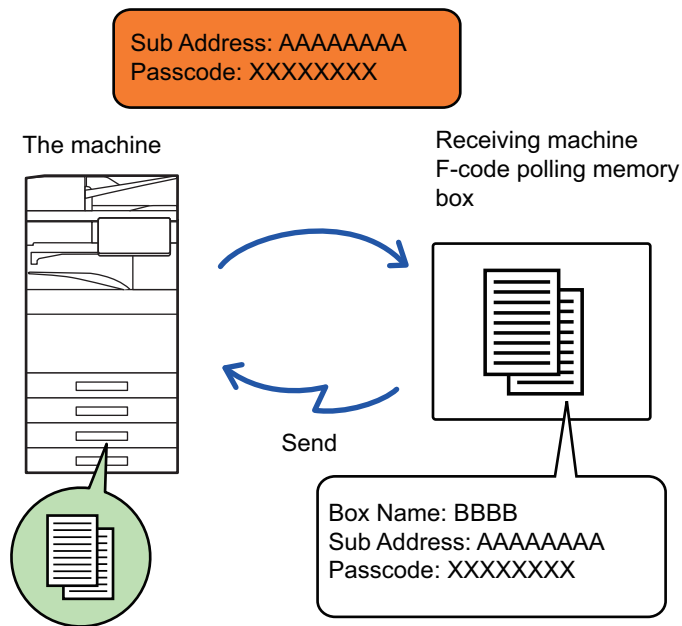 Sub Address: AAAAAAAA
Passcode: XXXXXXXX
The machine
Receiving machine
F-code polling memory
box
Send
Box Name: BBBB
Sub Address: AAAAAAAA
Passcode: XXXXXXXX